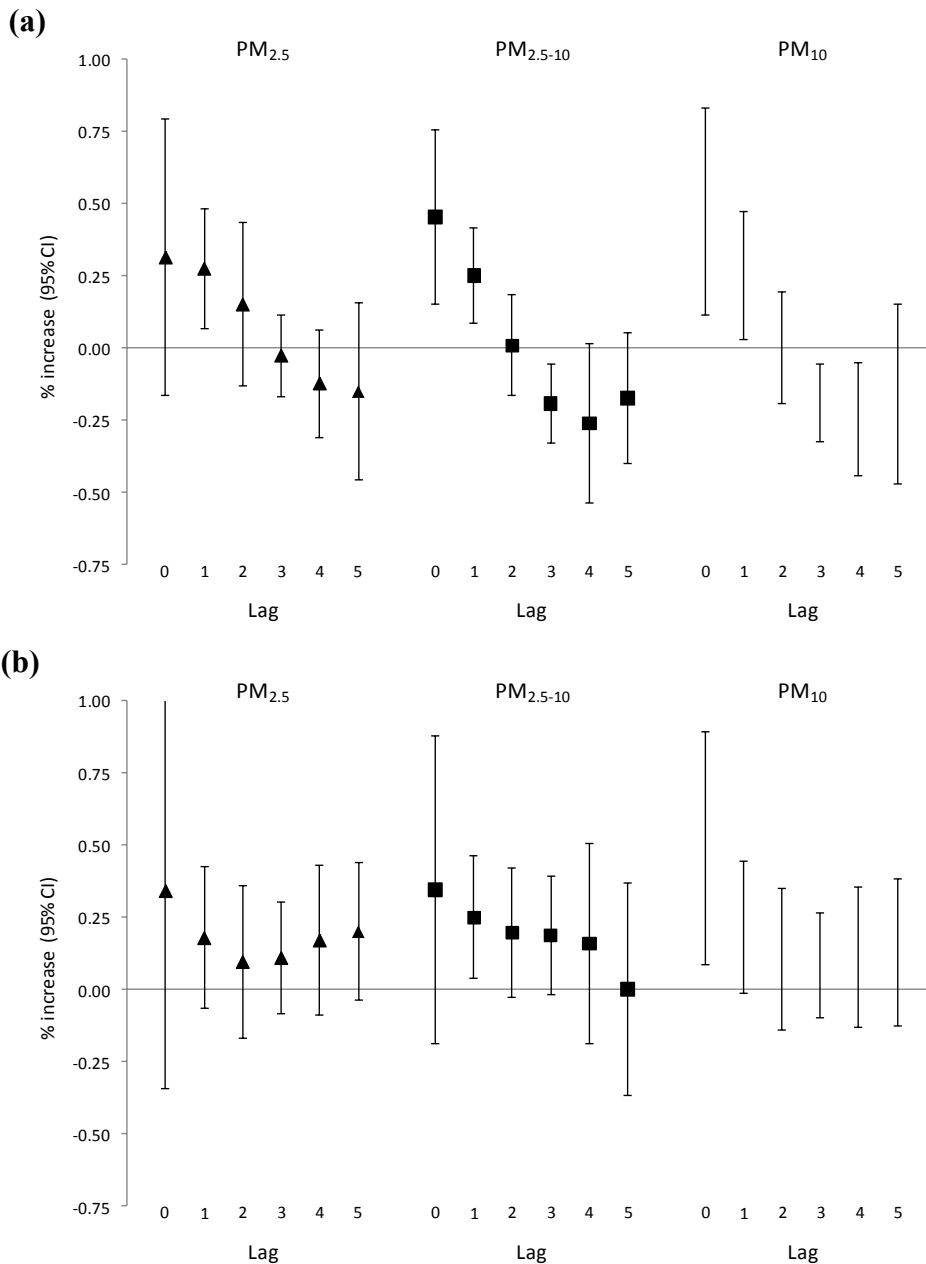 (a)
PM2.5 PM2.5-10 PM10
1.00
0.75
0.50
0.25
0.00
-0.25
-0.50
-0.75
% increase (95%CI)
0 1 2 3 4 5 0 1 2 3 4 5 0 1 2 3 4 5
Lag Lag Lag
(b)
PM2.5 PM2.5-10 PM10
1.00
0.75
0.50
0.25
0.00
-0.25
-0.50
-0.75
% increase (95%CI)
0 1 2 3 4 5 0 1 2 3 4 5 0 1 2 3 4 5
Lag Lag Lag